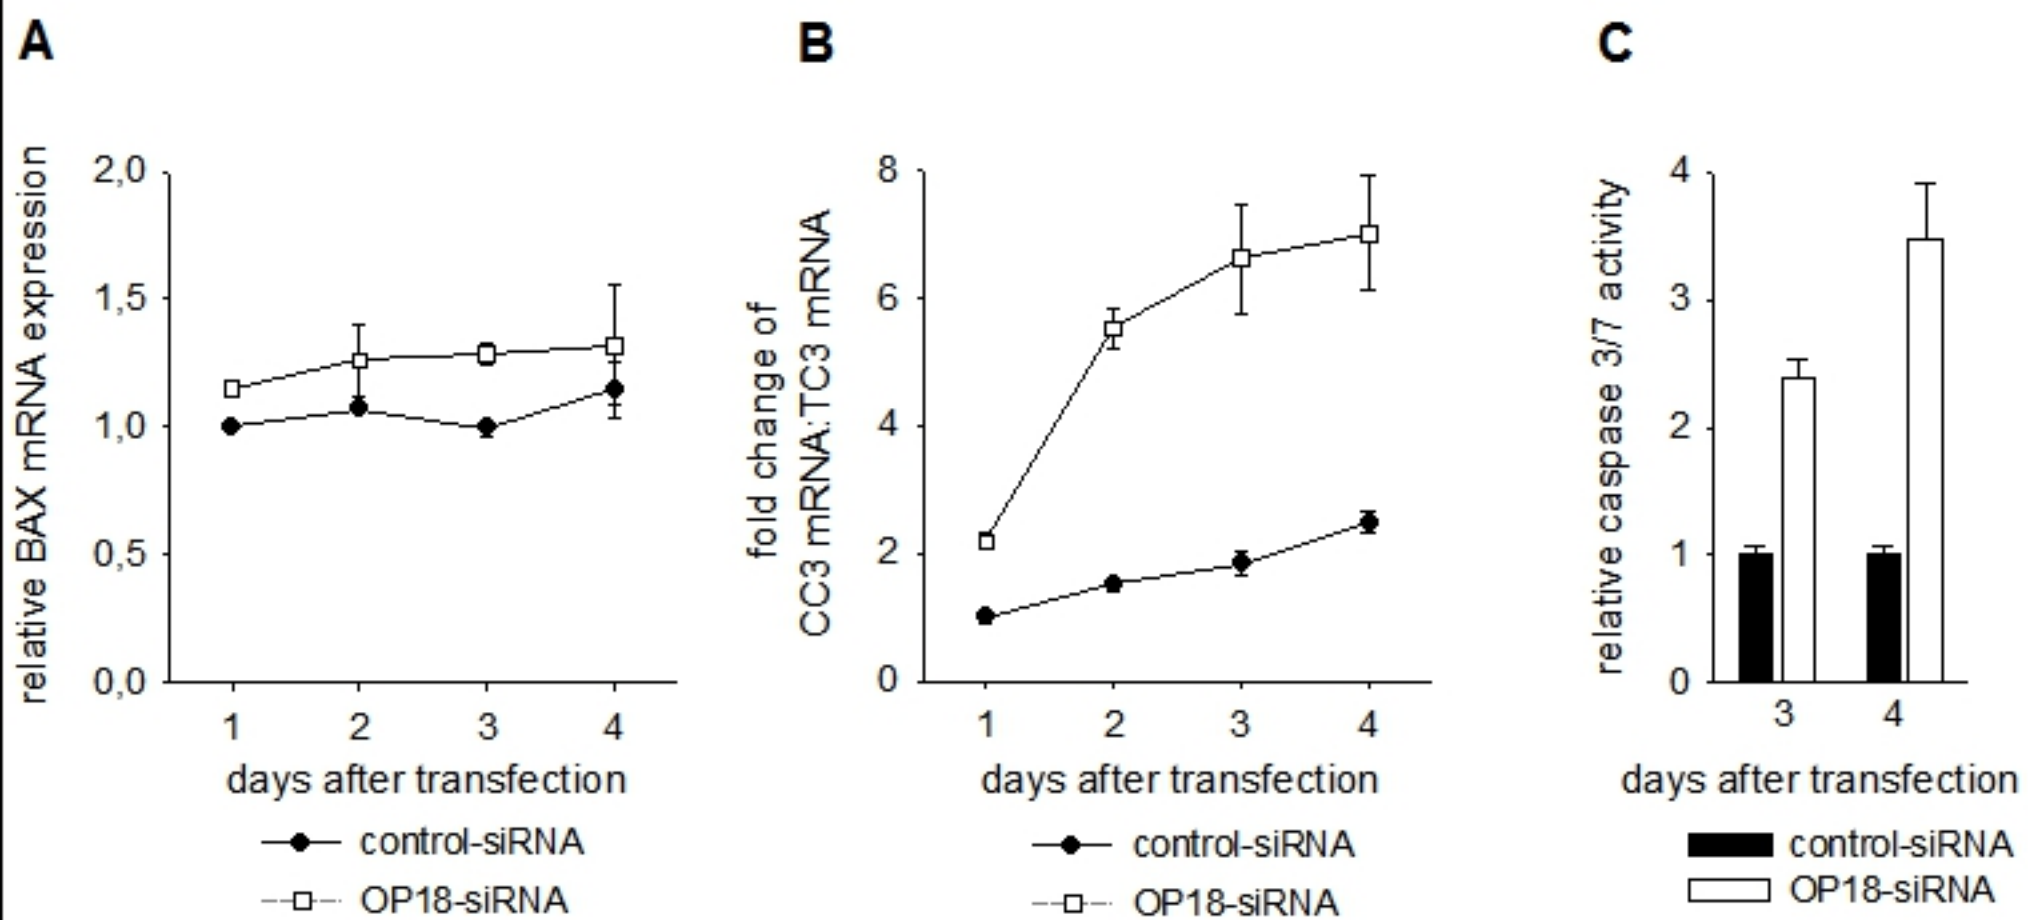 A
relative BAX mRNA expression
2,0
1,5
1,0
0,5
0,0
1 2 3 4
days after transfection
control-siRNA
OP18-siRNA
B
fold change of
CC3 mRNA:TC3 mRNA
8
6
4
2
0
1 2 3 4
days after transfection
control-siRNA
OP18-siRNA
C
relative caspase 3/7 activity
4
3
2
1
0
3 4
days after transfection
control-siRNA
OP18-siRNA